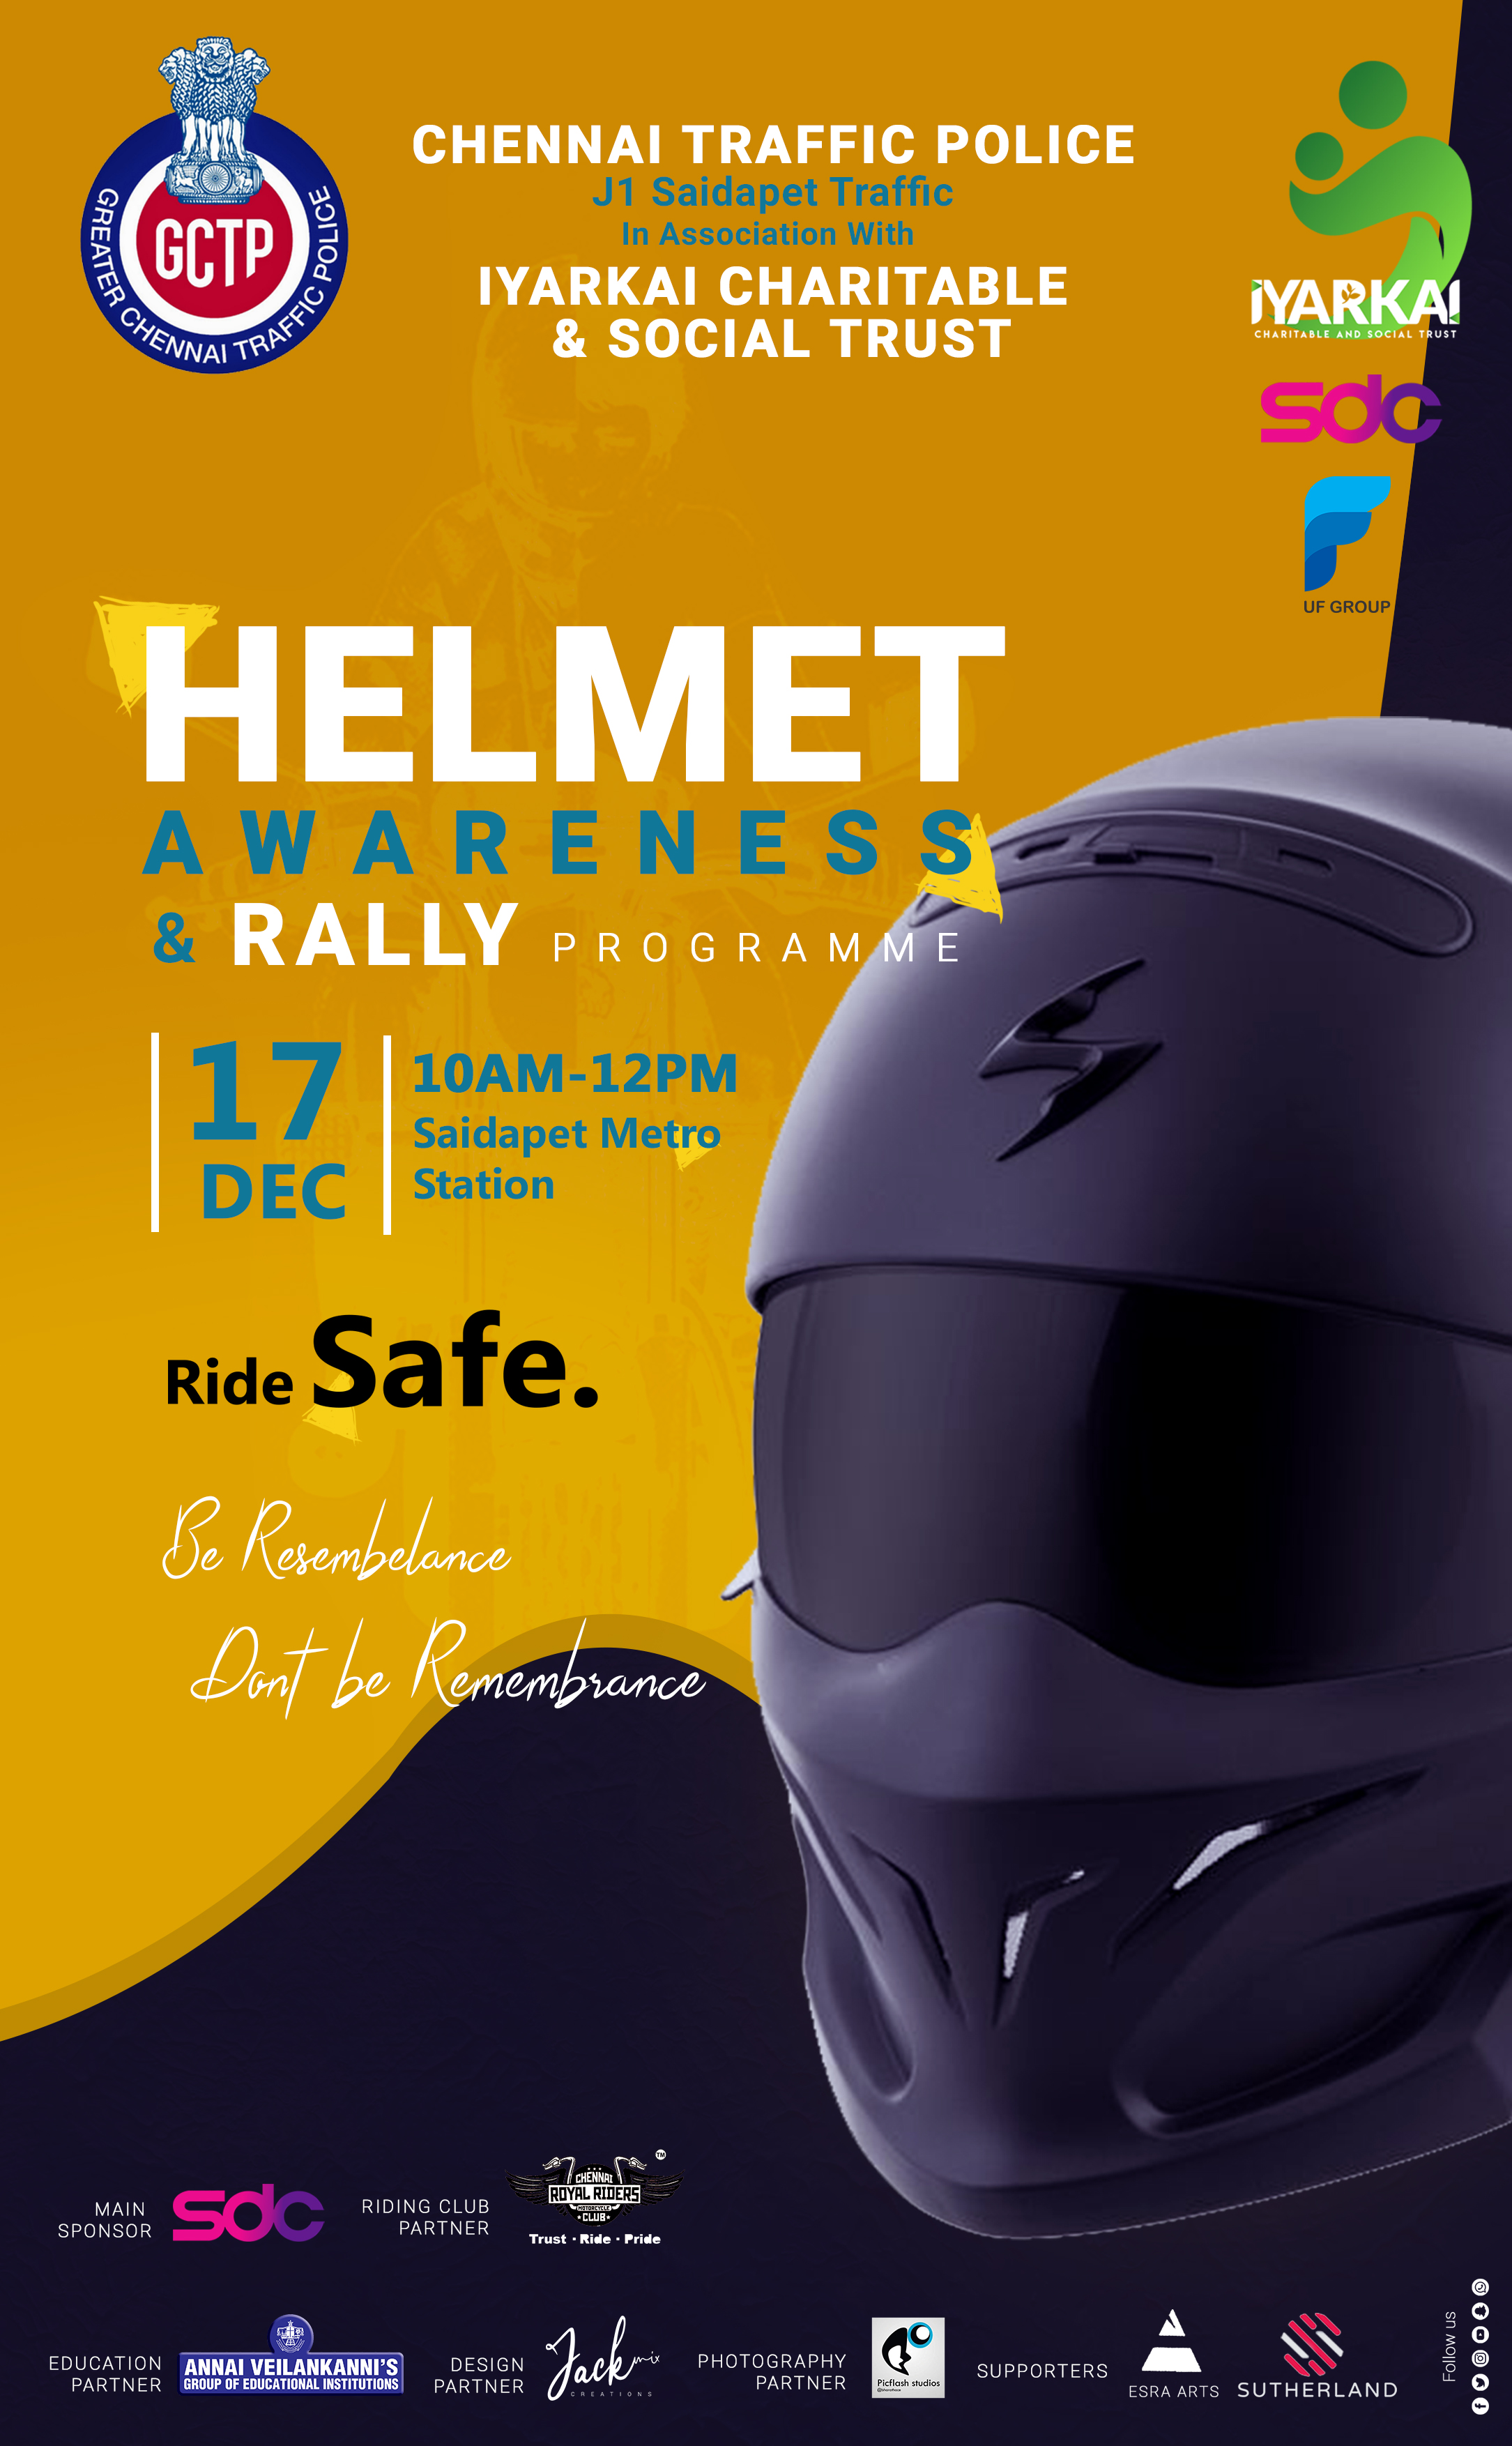 GREATER CHENNAI TRAFFIC POLICE
GCTP
CHENNAI TRAFFIC POLICE
J1 Saidapet Traffic
In Association With
IYARKAI CHARITABLE
& SOCIAL TRUST
IYARKAI
CHARITABLE AND SOCIAL TRUST
sdc
UF GROUP
HELMET
AWARENESS
& RALLY PROGRAMME
17
DEC
10AM-12PM
Saidapet Metro
Station
Ride Safe.
Be Resembelance
Dont be Remembrance
MAIN
SPONSOR
sdc
RIDING CLUB
PARTNER
TM
CHENNAI
ROYAL RIDERS
MOTORCYCLE
CLUB
Trust · Ride · Pride
EDUCATION
PARTNER
ANNAI VEILANKANNI'S
GROUP OF EDUCATIONAL INSTITUTIONS
DESIGN
PARTNER
Jack mix
CREATIONS
PHOTOGRAPHY
PARTNER
Picflash studios
SUPPORTERS
ESRA ARTS
SUTHERLAND
Follow us